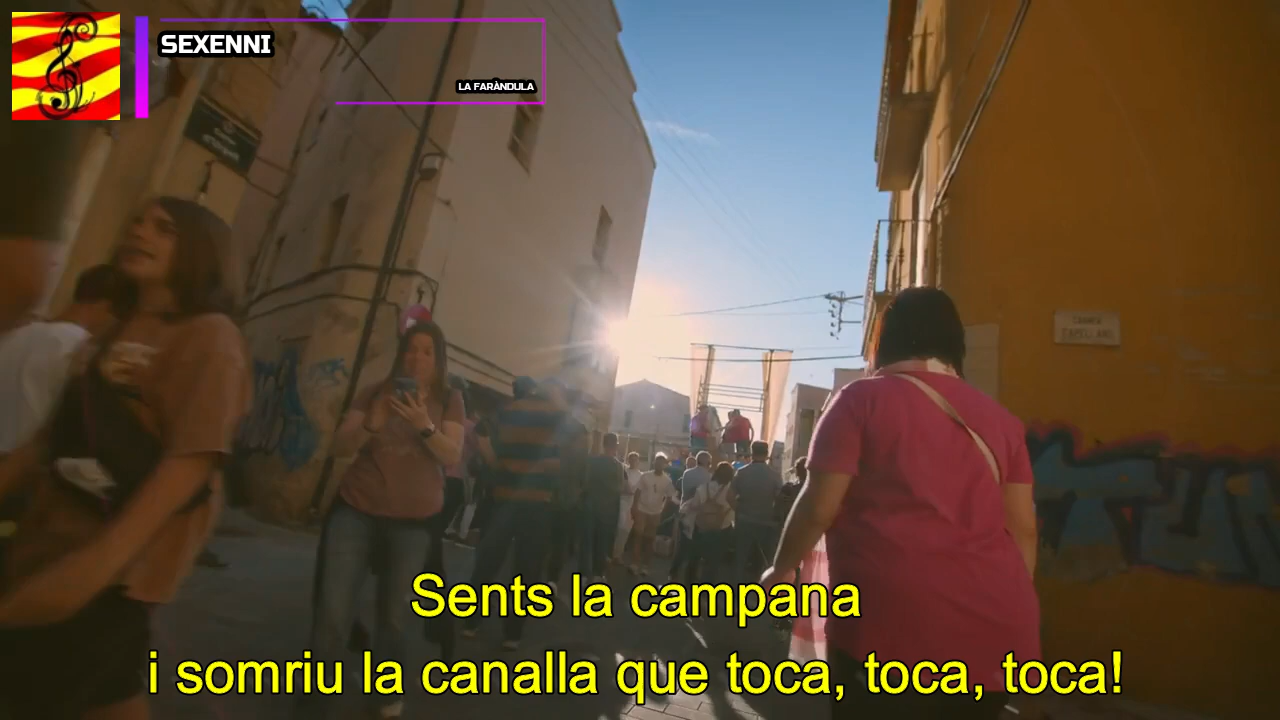 SEXENNI
LA FARÀNDULA
Sents la campana
i somriu la canalla que toca, toca, toca!